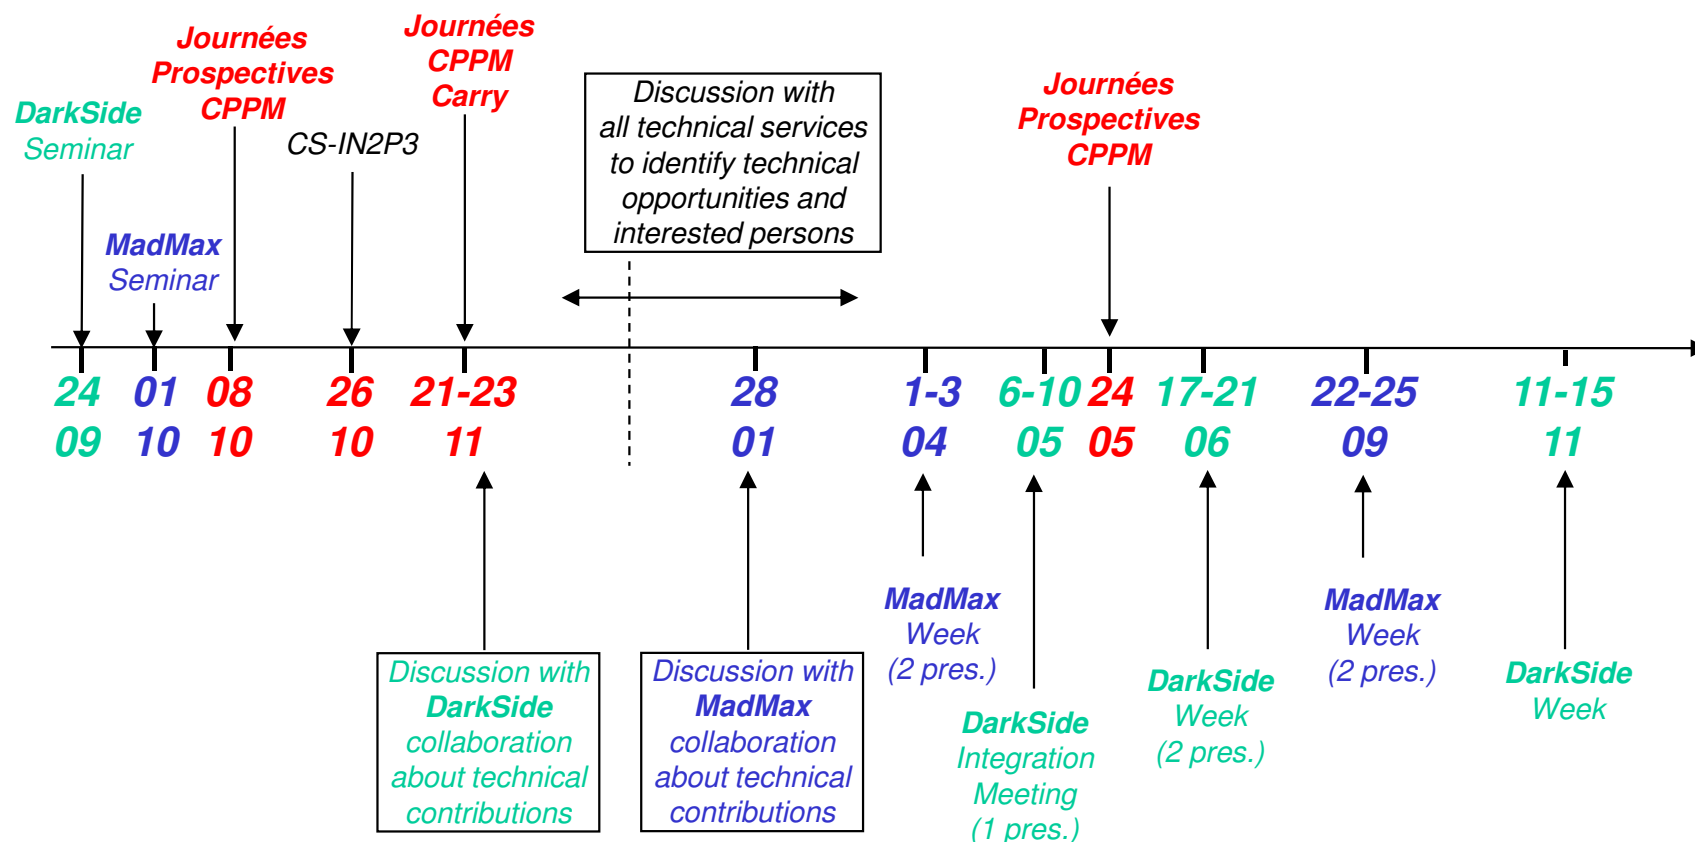 DarkSide
Seminar
MadMax
Seminar
Journées
Prospectives
CPPM
CS-IN2P3
Journées
CPPM
Carry
Discussion with
all technical services
to identify technical
opportunities and
interested persons
Journées
Prospectives
CPPM
24 01 08 26 21-23 28 1-3 6-10 24 17-21 22-25 11-15
09 10 10 10 11 01 04 05 05 06 09 11
Discussion with
DarkSide
collaboration
about technical
contributions
Discussion with
MadMax
collaboration
about technical
contributions
MadMax
Week
(2 pres.)
DarkSide
Integration
Meeting
(1 pres.)
DarkSide
Week
(2 pres.)
MadMax
Week
(2 pres.)
DarkSide
Week